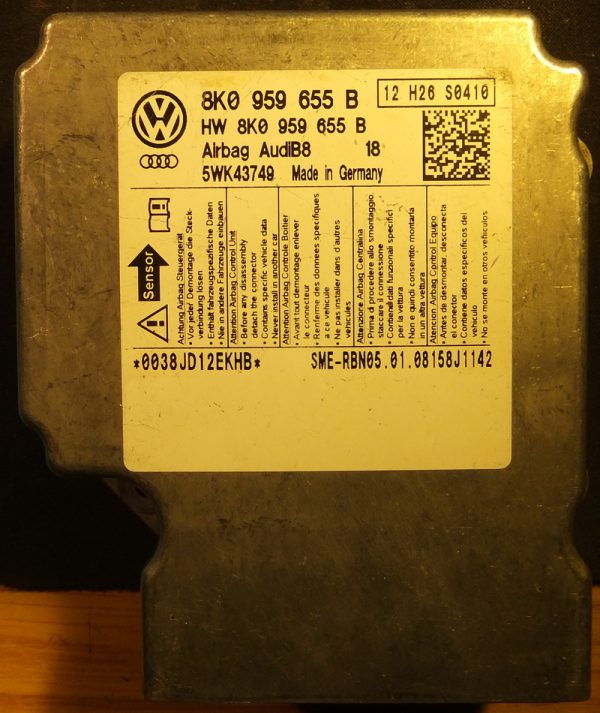 8K0 959 655 B
12 H26 S0410
HW 8K0 959 655 B
Airbag AudiB8 18
5WK43749 Made in Germany
Sensor
Achtung Airbag Steuergerät
• Vor jeder Demontage die Steck-
verbindung lösen
• Enthält fahrzeugspezifische Daten
Nie in andere Fahrzeuge einbauen
Attention Airbag Control Unit
• Before any disassembly
detach the connector
• Contains specific vehicle data
• Never install in another car
Attention Airbag Controle Boitier
• Avant tout demontage enlever
le connecteur
• Renferme des donnees specifiques
a ce vehicule
• Ne pas installer dans d'autres
vehicules
Attenzione Airbag Centralina
• Prima di procedere allo smontaggio,
staccare il connessione
• Contiene dati funzionali specifici
per la vettura
• Non e quindi consentito montarla
in un altra vettura
Atencion Airbag Control Equipo
• Antes de desmontar, desconecta
el conector
• Contine datos especificos del
vehiculo
• No se monte en otros vehiculos
*0038JD12EKHB* SME-RBN05.01.08158J1142